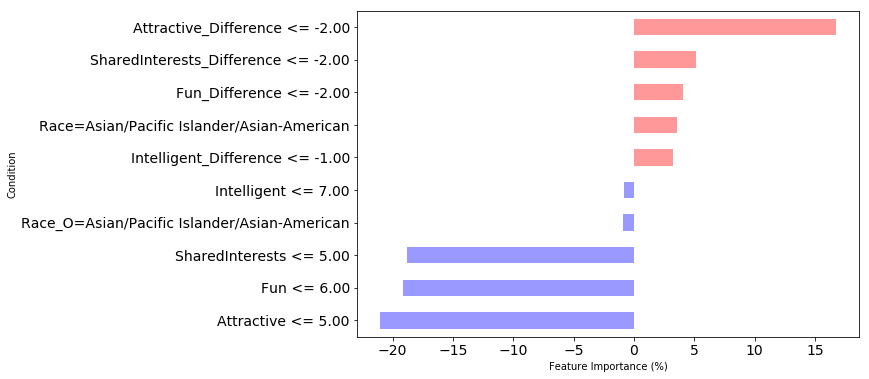 Attractive_Difference <= -2.00
SharedInterests_Difference <= -2.00
Fun_Difference <= -2.00
Race=Asian/Pacific Islander/Asian-American
Intelligent_Difference <= -1.00
Intelligent <= 7.00
Race_O=Asian/Pacific Islander/Asian-American
SharedInterests <= 5.00
Fun <= 6.00
Attractive <= 5.00
Condition
−20 −15 −10 −5 0 5 10 15
Feature Importance (%)